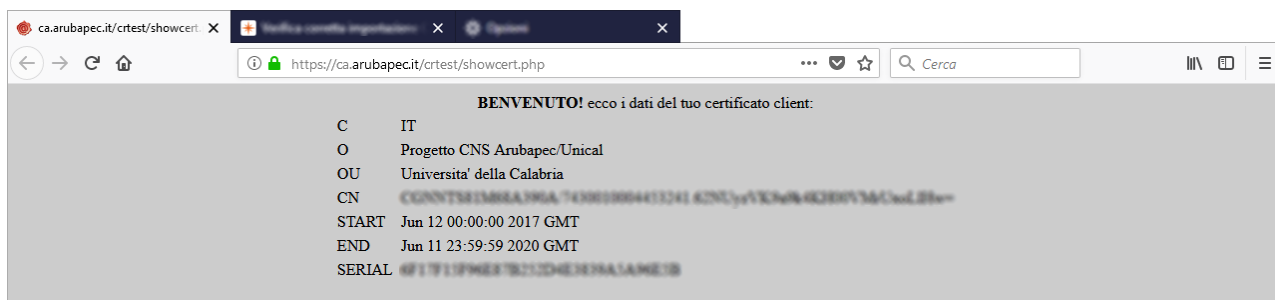 ca.arubapec.it/crtest/showcert.
https://ca.arubapec.it/crtest/showcert.php
Cerca
BENVENUTO! ecco i dati del tuo certificato client:
C IT
O Progetto CNS Arubapec/Unical
OU Universita' della Calabria
CN
START Jun 12 00:00:00 2017 GMT
END Jun 11 23:59:59 2020 GMT
SERIAL